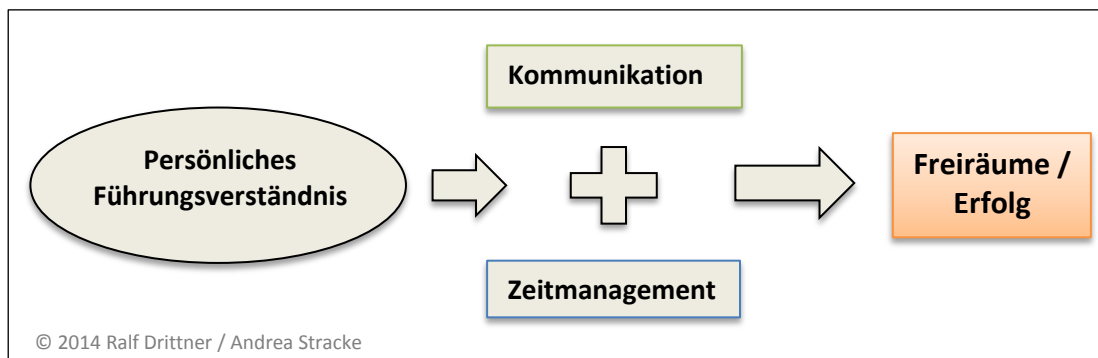 Kommunikation
Persönliches
Führungsverständnis
Freiräume /
Erfolg
Zeitmanagement
© 2014 Ralf Drittner / Andrea Stracke